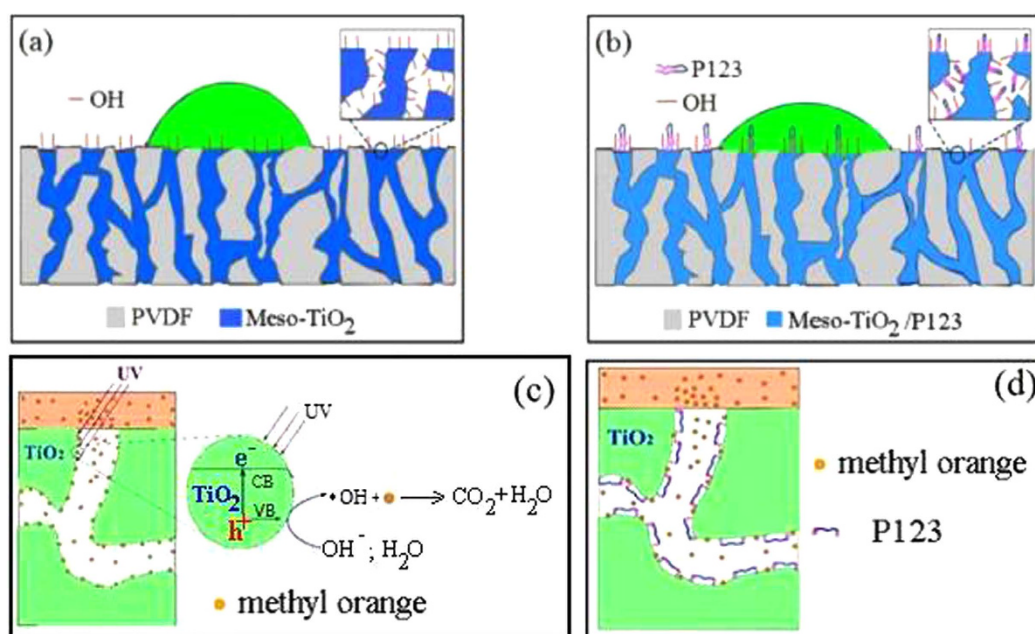 (a)
— OH
PVDF Meso-TiO₂
(b)
P123
— OH
PVDF Meso-TiO₂/P123
(c)
UV
UV
TiO₂
e⁻
CB
TiO₂
VB
h⁺
•OH + → CO₂+H₂O
OH⁻ ; H₂O
methyl orange
(d)
TiO₂
methyl orange
P123